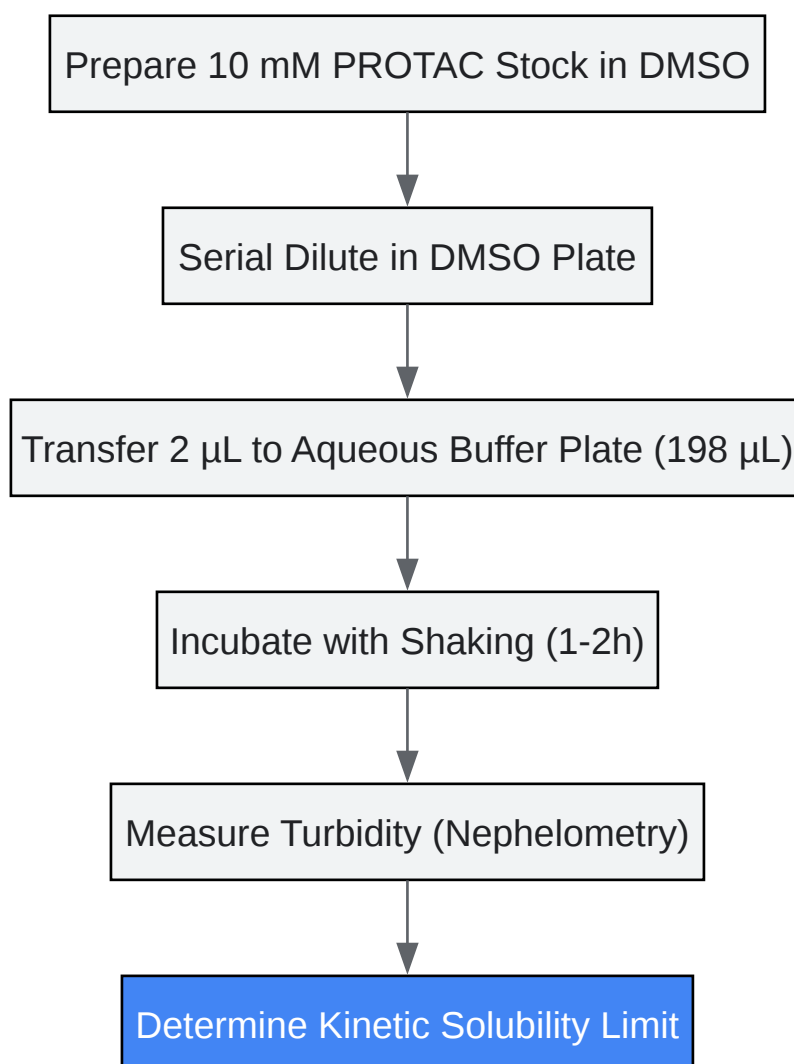 Prepare 10 mM PROTAC Stock in DMSO
Serial Dilute in DMSO Plate
Transfer 2 µL to Aqueous Buffer Plate (198 µL)
Incubate with Shaking (1-2h)
Measure Turbidity (Nephelometry)
Determine Kinetic Solubility Limit